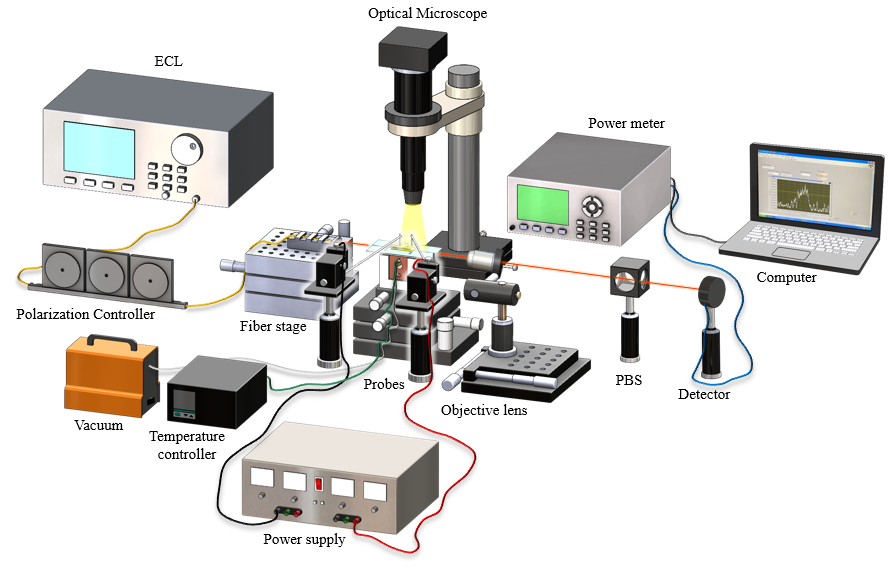 Optical Microscope
ECL
Power meter
Computer
Polarization Controller
Fiber stage
Probes
Objective lens
PBS
Detector
Vacuum
Temperature
controller
Power supply